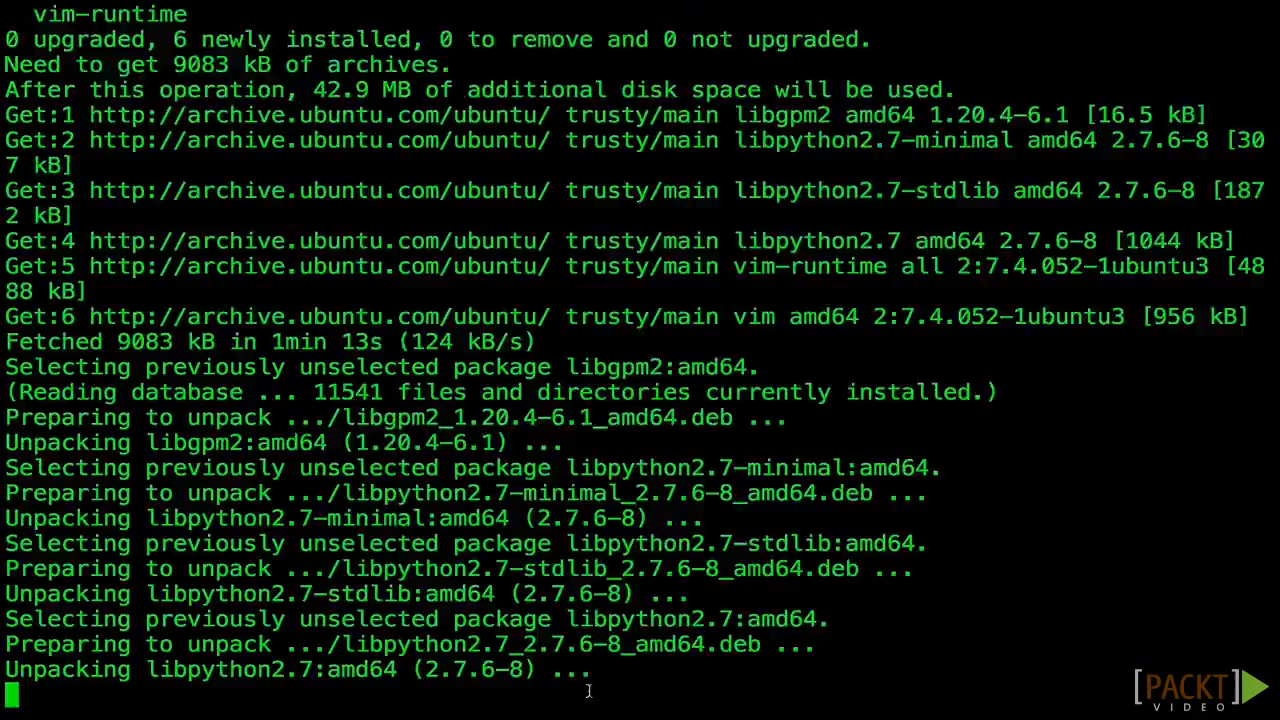 vim-runtime
0 upgraded, 6 newly installed, 0 to remove and 0 not upgraded.
Need to get 9083 kB of archives.
After this operation, 42.9 MB of additional disk space will be used.
Get:1 http://archive.ubuntu.com/ubuntu/ trusty/main libgpm2 amd64 1.20.4-6.1 [16.5 kB]
Get:2 http://archive.ubuntu.com/ubuntu/ trusty/main libpython2.7-minimal amd64 2.7.6-8 [30
7 kB]
Get:3 http://archive.ubuntu.com/ubuntu/ trusty/main libpython2.7-stdlib amd64 2.7.6-8 [187
2 kB]
Get:4 http://archive.ubuntu.com/ubuntu/ trusty/main libpython2.7 amd64 2.7.6-8 [1044 kB]
Get:5 http://archive.ubuntu.com/ubuntu/ trusty/main vim-runtime all 2:7.4.052-1ubuntu3 [48
88 kB]
Get:6 http://archive.ubuntu.com/ubuntu/ trusty/main vim amd64 2:7.4.052-1ubuntu3 [956 kB]
Fetched 9083 kB in 1min 13s (124 kB/s)
Selecting previously unselected package libgpm2:amd64.
(Reading database ... 11541 files and directories currently installed.)
Preparing to unpack .../libgpm2_1.20.4-6.1_amd64.deb ...
Unpacking libgpm2:amd64 (1.20.4-6.1) ...
Selecting previously unselected package libpython2.7-minimal:amd64.
Preparing to unpack .../libpython2.7-minimal_2.7.6-8_amd64.deb ...
Unpacking libpython2.7-minimal:amd64 (2.7.6-8) ...
Selecting previously unselected package libpython2.7-stdlib:amd64.
Preparing to unpack .../libpython2.7-stdlib_2.7.6-8_amd64.deb ...
Unpacking libpython2.7-stdlib:amd64 (2.7.6-8) ...
Selecting previously unselected package libpython2.7:amd64.
Preparing to unpack .../libpython2.7_2.7.6-8_amd64.deb ...
Unpacking libpython2.7:amd64 (2.7.6-8) ...
[PACKT]
VIDEO